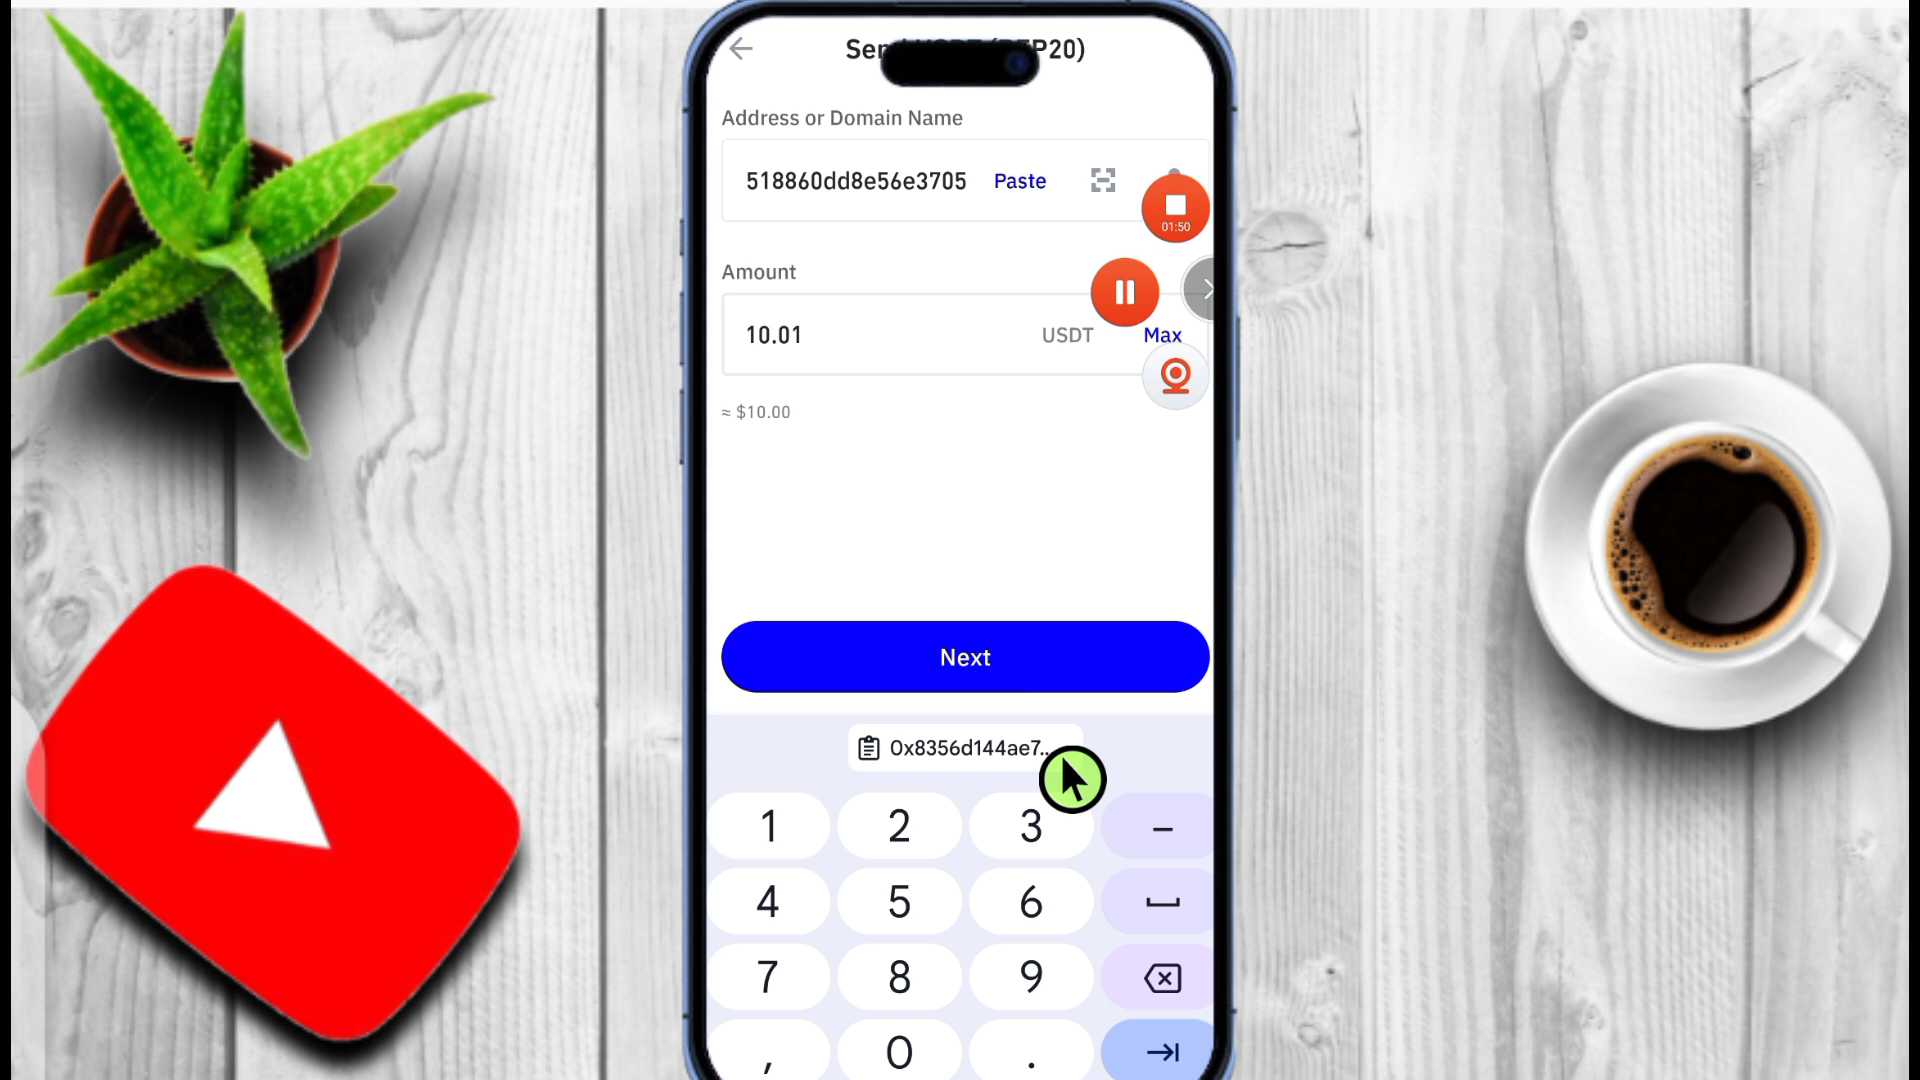 Sen P20)
Address or Domain Name
518860dd8e56e3705 Paste
01:50
Amount
10.01 USDT Max
≈ $10.00
Next
0x8356d144ae7..
1 2 3 –
4 5 6
7 8 9
, 0 .